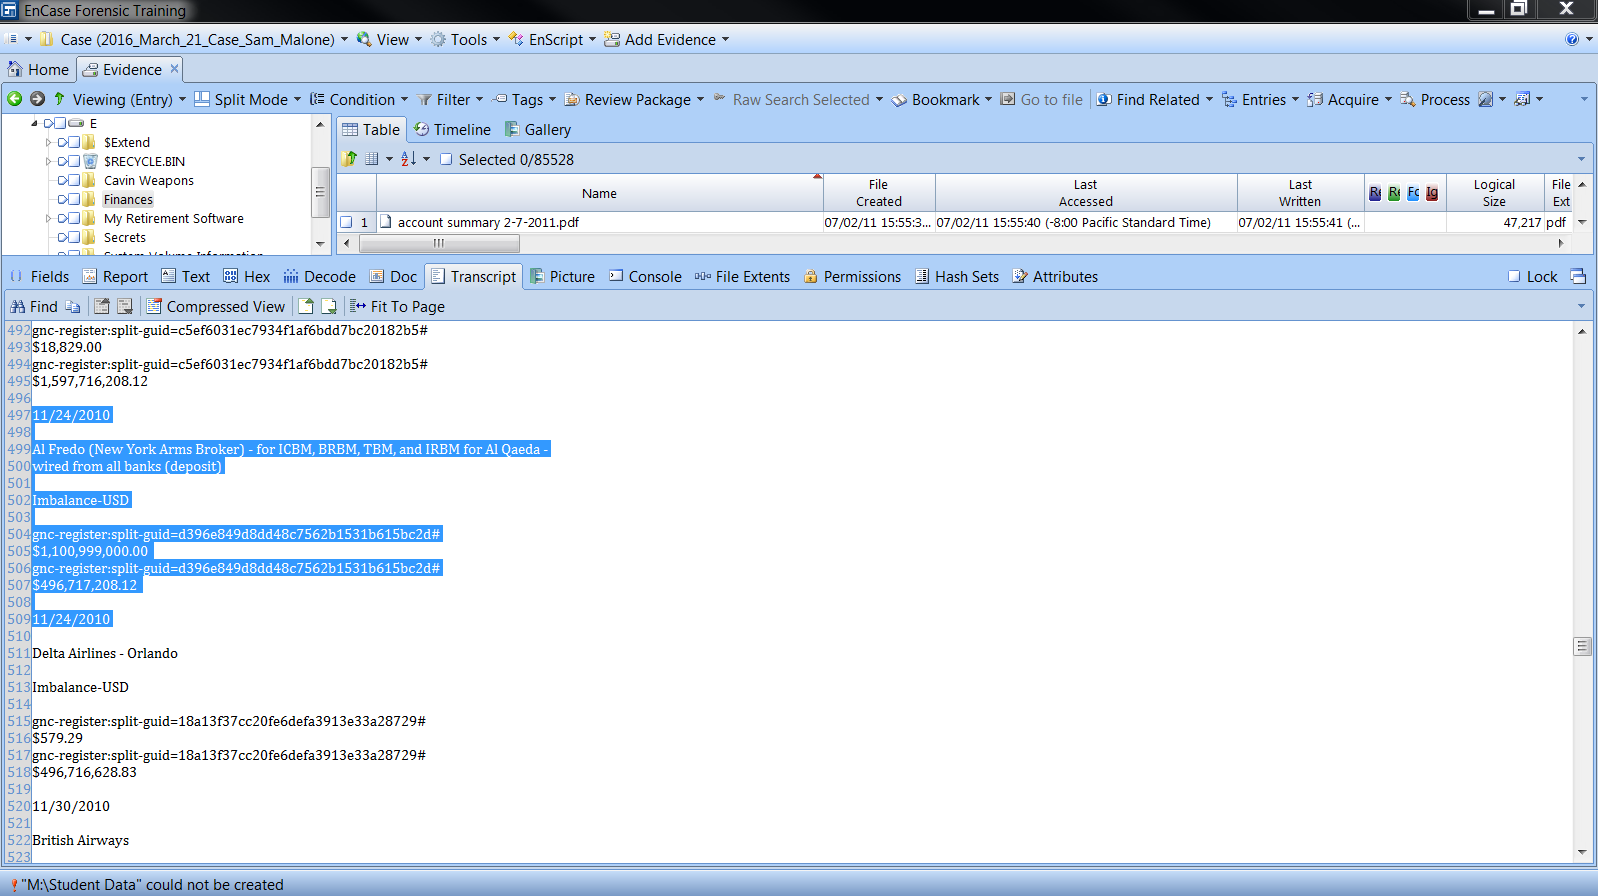 EnCase Forensic Training
Case (2016_March_21_Case_Sam_Malone) View Tools EnScript Add Evidence
Home Evidence
Viewing (Entry) Split Mode Condition Filter Tags Review Package Raw Search Selected Bookmark Go to file Find Related Entries Acquire Process
E
$Extend
$RECYCLE.BIN
Cavin Weapons
Finances
My Retirement Software
Secrets
System Volume Information
Table Timeline Gallery
Selected 0/85528
Name File Created Last Accessed Last Written Re Re Fo Ig Logical Size File Ext
1 account summary 2-7-2011.pdf 07/02/11 15:55:3... 07/02/11 15:55:40 (-8:00 Pacific Standard Time) 07/02/11 15:55:41 (... 47,217 pdf
Fields Report Text Hex Decode Doc Transcript Picture Console File Extents Permissions Hash Sets Attributes Lock
Find Compressed View Fit To Page
492 gnc-register:split-guid=c5ef6031ec7934f1af6bdd7bc20182b5#
493 $18,829.00
494 gnc-register:split-guid=c5ef6031ec7934f1af6bdd7bc20182b5#
495 $1,597,716,208.12
496
497 11/24/2010
498
499 Al Fredo (New York Arms Broker) - for ICBM, BRBM, TBM, and IRBM for Al Qaeda -
500 wired from all banks (deposit)
501
502 Imbalance-USD
503
504 gnc-register:split-guid=d396e849d8dd48c7562b1531b615bc2d#
505 $1,100,999,000.00
506 gnc-register:split-guid=d396e849d8dd48c7562b1531b615bc2d#
507 $496,717,208.12
508
509 11/24/2010
510
511 Delta Airlines - Orlando
512
513 Imbalance-USD
514
515 gnc-register:split-guid=18a13f37cc20fe6defa3913e33a28729#
516 $579.29
517 gnc-register:split-guid=18a13f37cc20fe6defa3913e33a28729#
518 $496,716,628.83
519
520 11/30/2010
521
522 British Airways
523
"M:\Student Data" could not be created